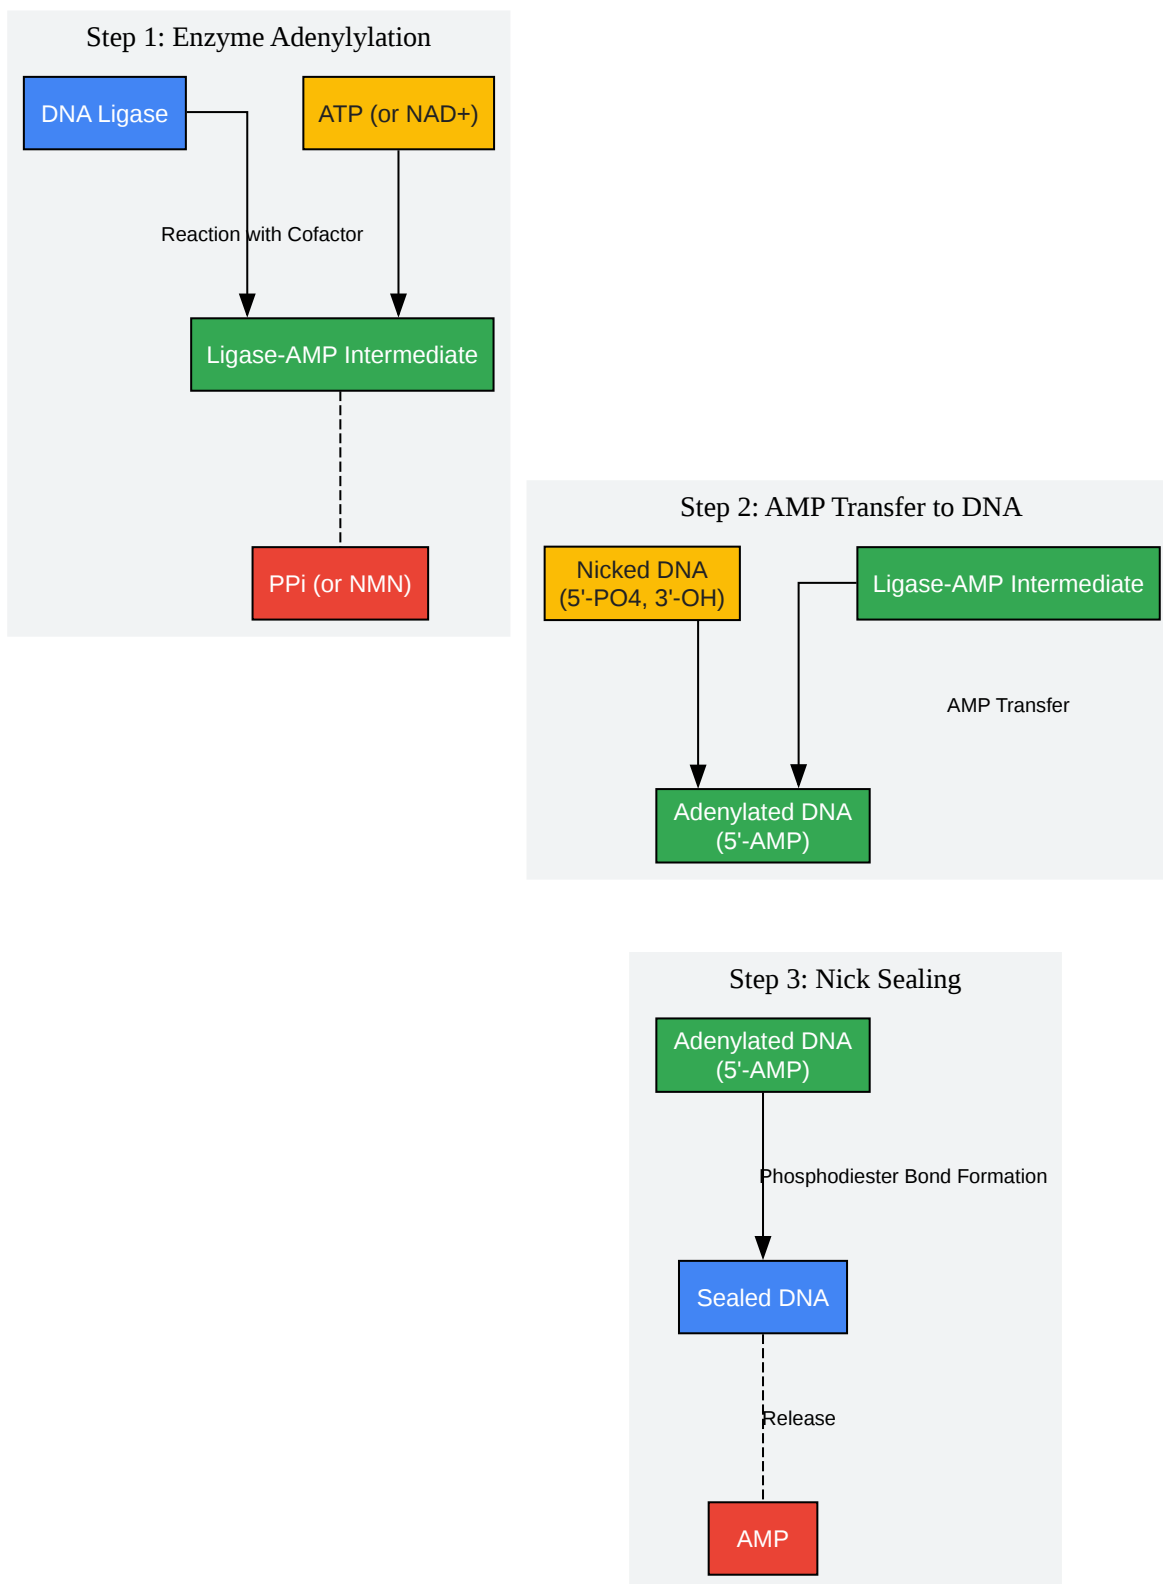 Step 1: Enzyme Adenylylation
DNA Ligase
ATP (or NAD+)
Reaction with Cofactor
Ligase-AMP Intermediate
PPi (or NMN)
Step 2: AMP Transfer to DNA
Nicked DNA
(5'-PO4, 3'-OH)
Ligase-AMP Intermediate
AMP Transfer
Adenylated DNA
(5'-AMP)
Step 3: Nick Sealing
Adenylated DNA
(5'-AMP)
Phosphodiester Bond Formation
Sealed DNA
Release
AMP